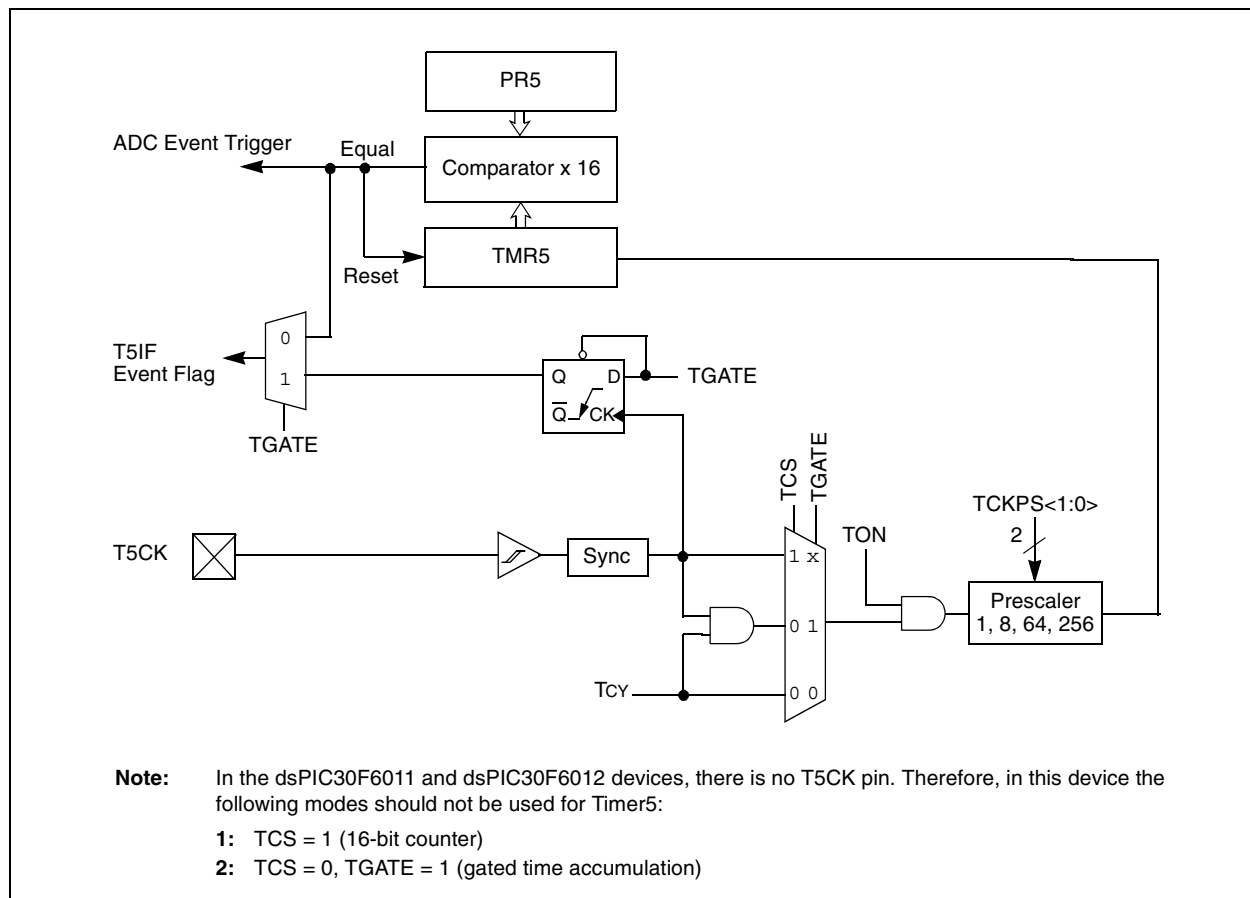 PR5
ADC Event Trigger
Equal
Comparator x 16
TMR5
Reset
0
T5IF
Event Flag
1
Q
D
TGATE
Q
CK
TGATE
TCS
TGATE
TCKPS<1:0>
2
TON
T5CK
Sync
1 x
Prescaler
1, 8, 64, 256
0 1
TCY
0 0
Note: In the dsPIC30F6011 and dsPIC30F6012 devices, there is no T5CK pin. Therefore, in this device the
following modes should not be used for Timer5:
1: TCS = 1 (16-bit counter)
2: TCS = 0, TGATE = 1 (gated time accumulation)